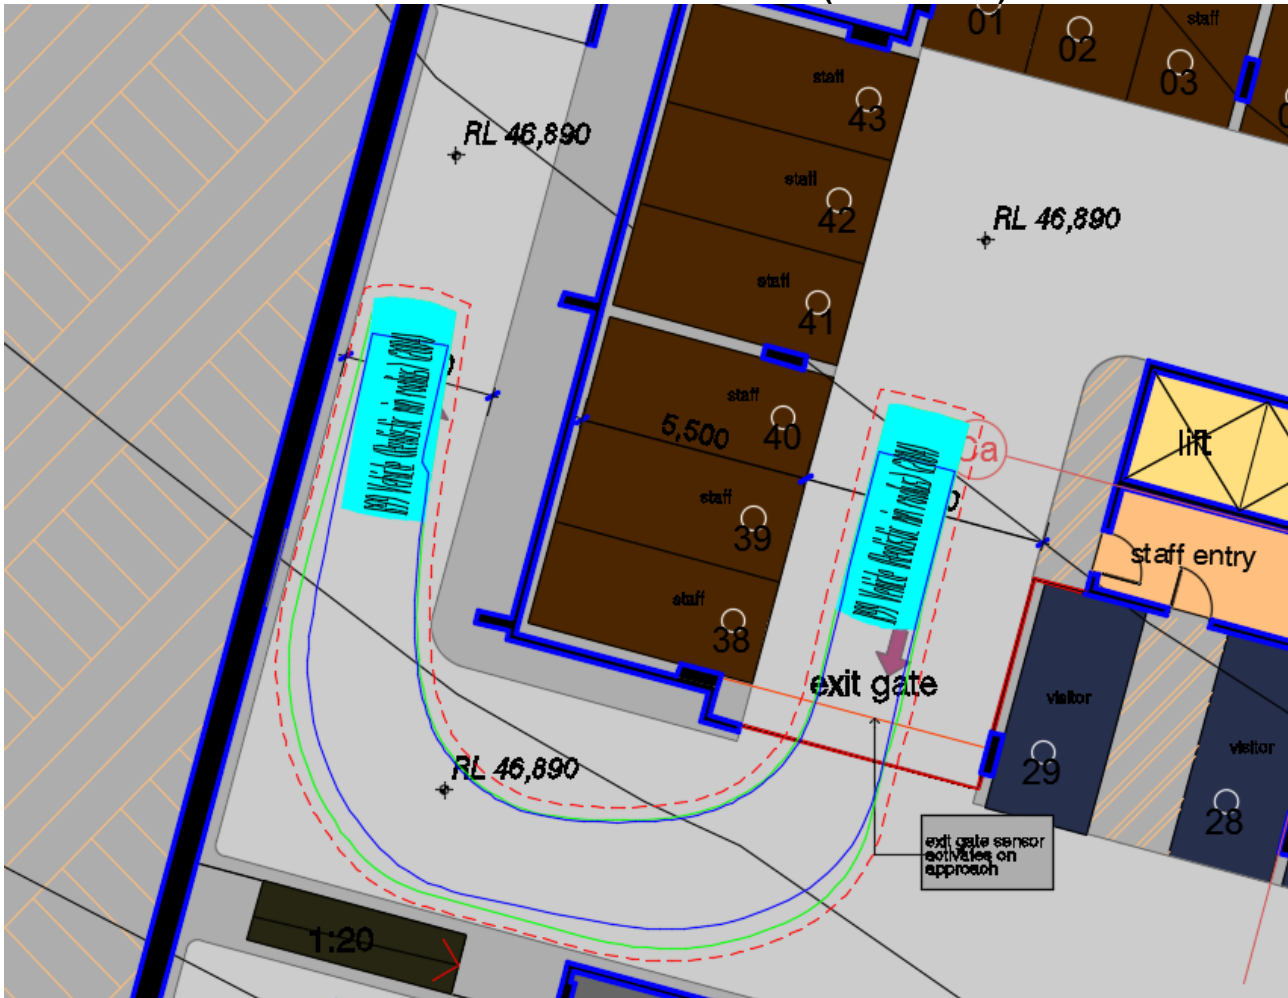 01
02
03
staff
staff
43
RL 46,890
staff
42
RL 46,890
staff
41
staff
40
5,500
Ca
lift
staff
39
staff entry
staff
38
exit gate
visitor
29
visitor
28
RL 46,890
exit gate sensor
activates on
approach
1:20